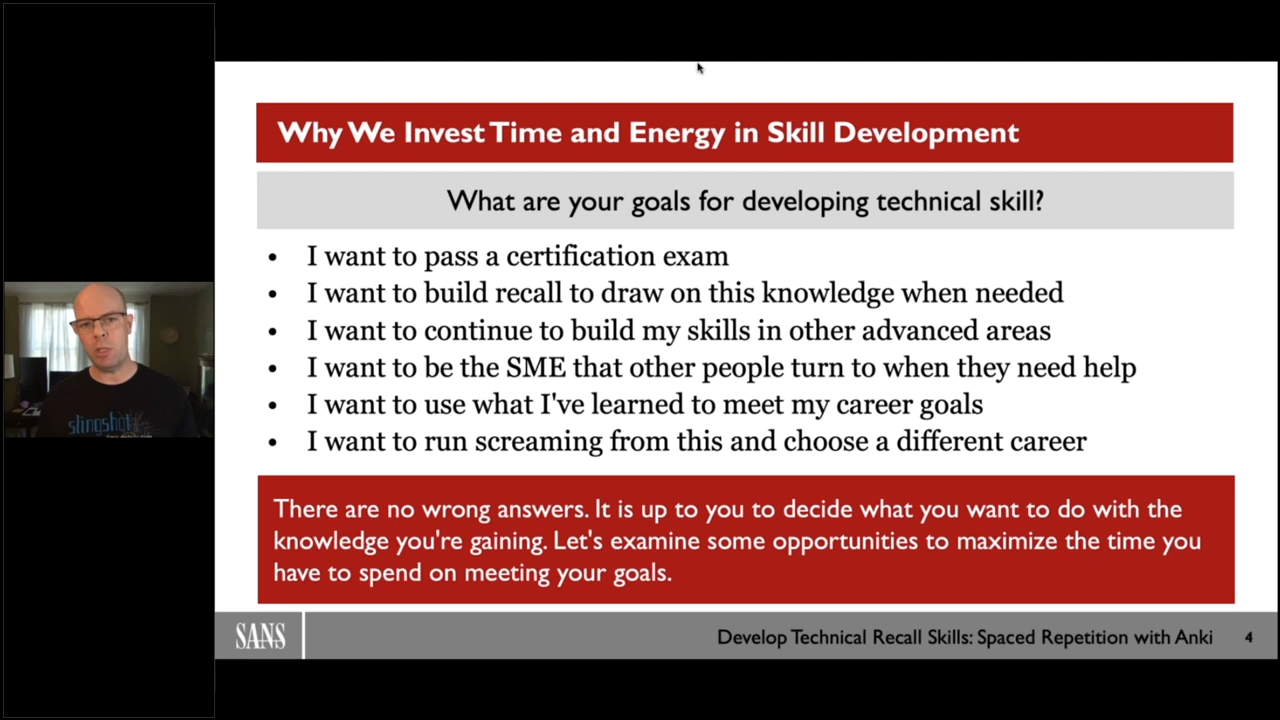 Why We Invest Time and Energy in Skill Development
What are your goals for developing technical skill?
• I want to pass a certification exam
• I want to build recall to draw on this knowledge when needed
• I want to continue to build my skills in other advanced areas
• I want to be the SME that other people turn to when they need help
• I want to use what I've learned to meet my career goals
• I want to run screaming from this and choose a different career
There are no wrong answers. It is up to you to decide what you want to do with the
knowledge you're gaining. Let's examine some opportunities to maximize the time you
have to spend on meeting your goals.
SANS
Develop Technical Recall Skills: Spaced Repetition with Anki 4
slingshot